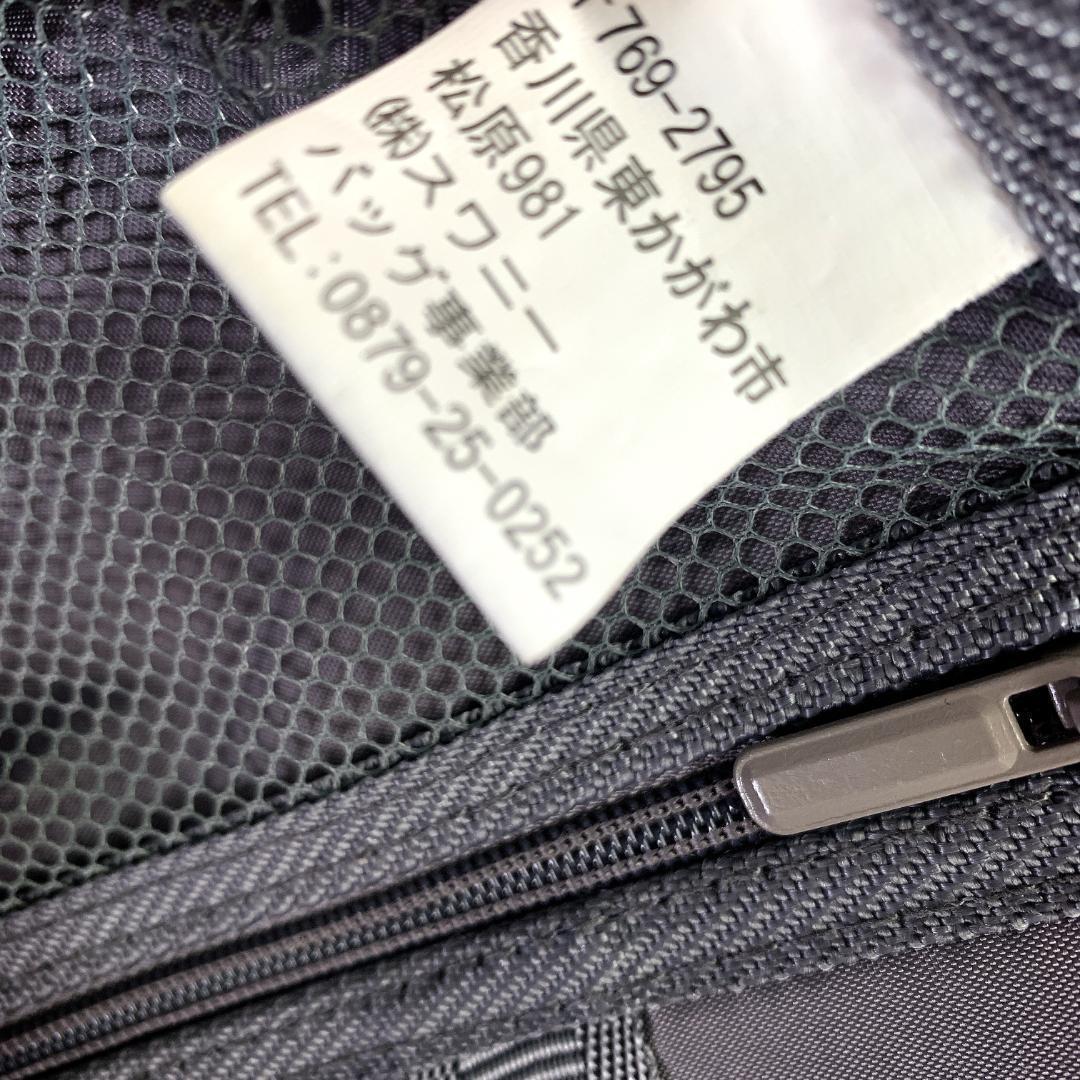 〒769-2795
香川県東かがわ市
松原981
㈱スワニー
バッグ事業部
TEL:0879-25-0252